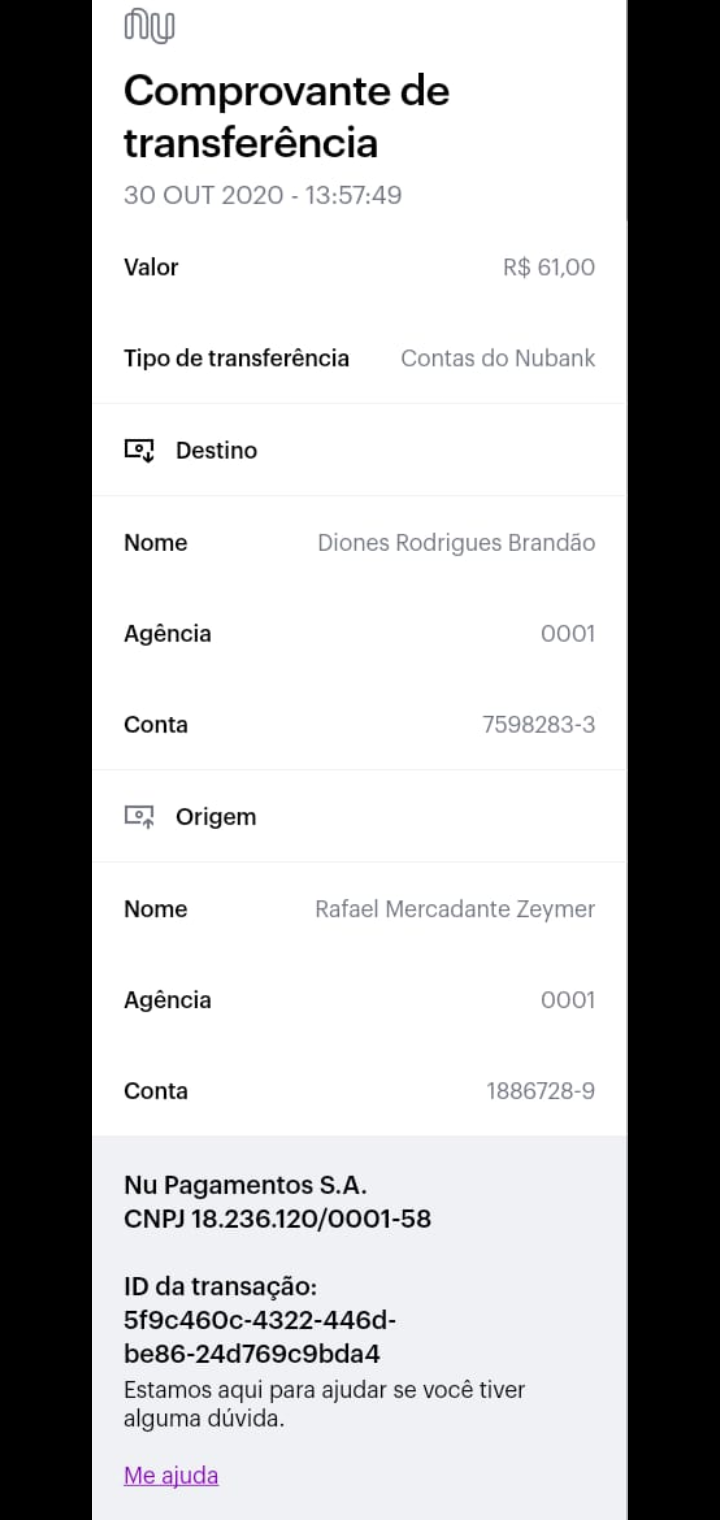 nu
Comprovante de
transferência
30 OUT 2020 - 13:57:49
Valor R$ 61,00
Tipo de transferência Contas do Nubank
Destino
Nome Diones Rodrigues Brandão
Agência 0001
Conta 7598283-3
Origem
Nome Rafael Mercadante Zeymer
Agência 0001
Conta 1886728-9
Nu Pagamentos S.A.
CNPJ 18.236.120/0001-58
ID da transação:
5f9c460c-4322-446d-
be86-24d769c9bda4
Estamos aqui para ajudar se você tiver
alguma dúvida.
Me ajuda